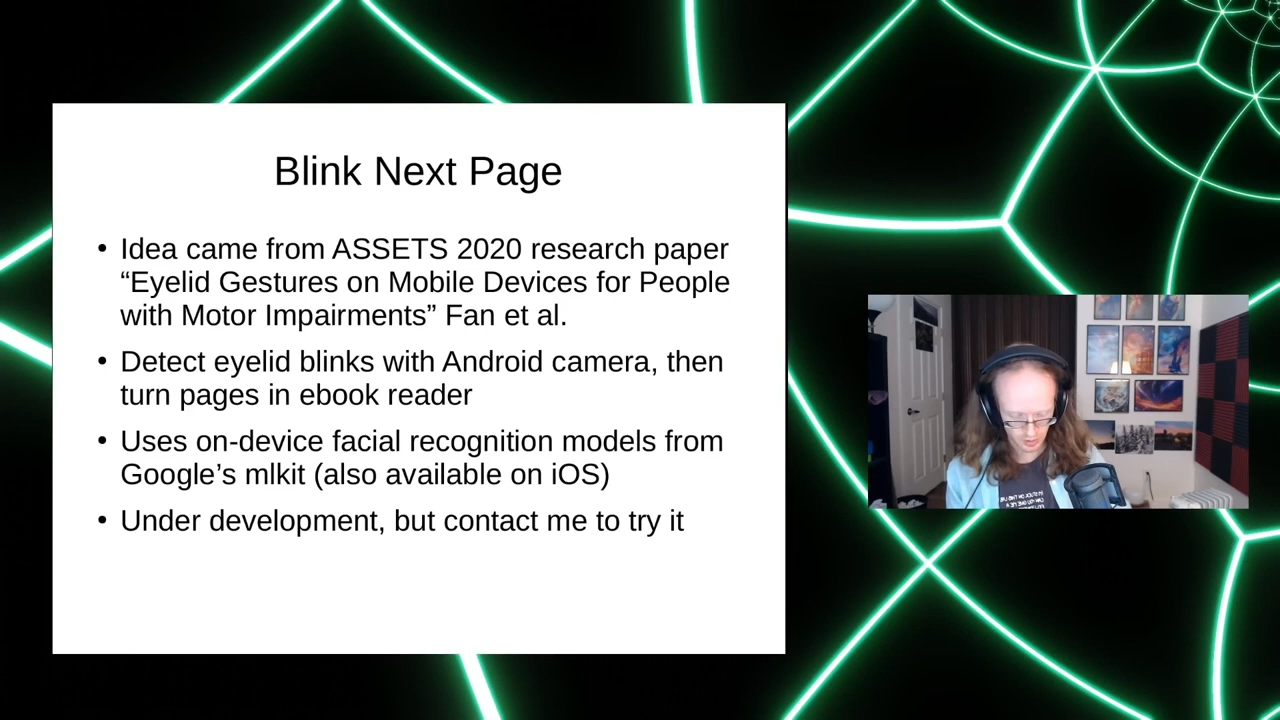 Blink Next Page
• Idea came from ASSETS 2020 research paper
“Eyelid Gestures on Mobile Devices for People
with Motor Impairments” Fan et al.
• Detect eyelid blinks with Android camera, then
turn pages in ebook reader
• Uses on-device facial recognition models from
Google’s mlkit (also available on iOS)
• Under development, but contact me to try it